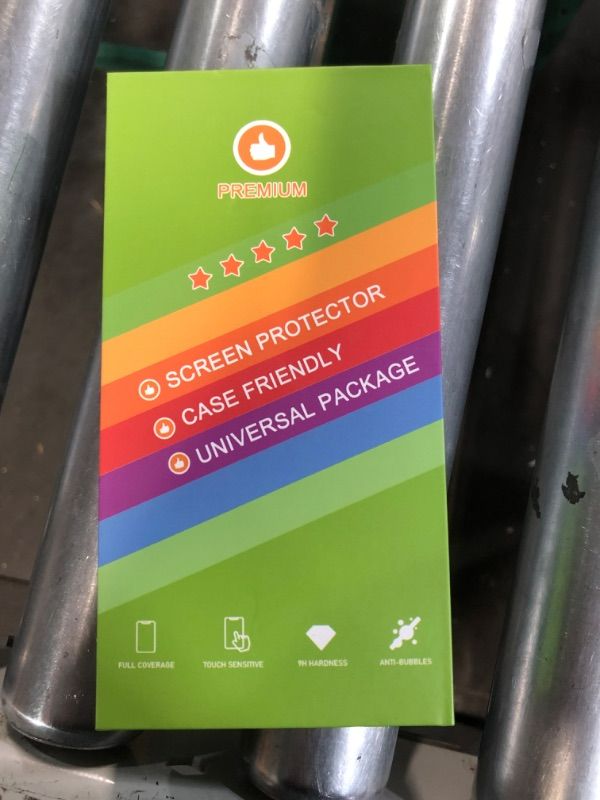 PREMIUM
SCREEN PROTECTOR
CASE FRIENDLY
UNIVERSAL PACKAGE
FULL COVERAGE
TOUCH SENSITIVE
9H HARDNESS
ANTI-BUBBLES